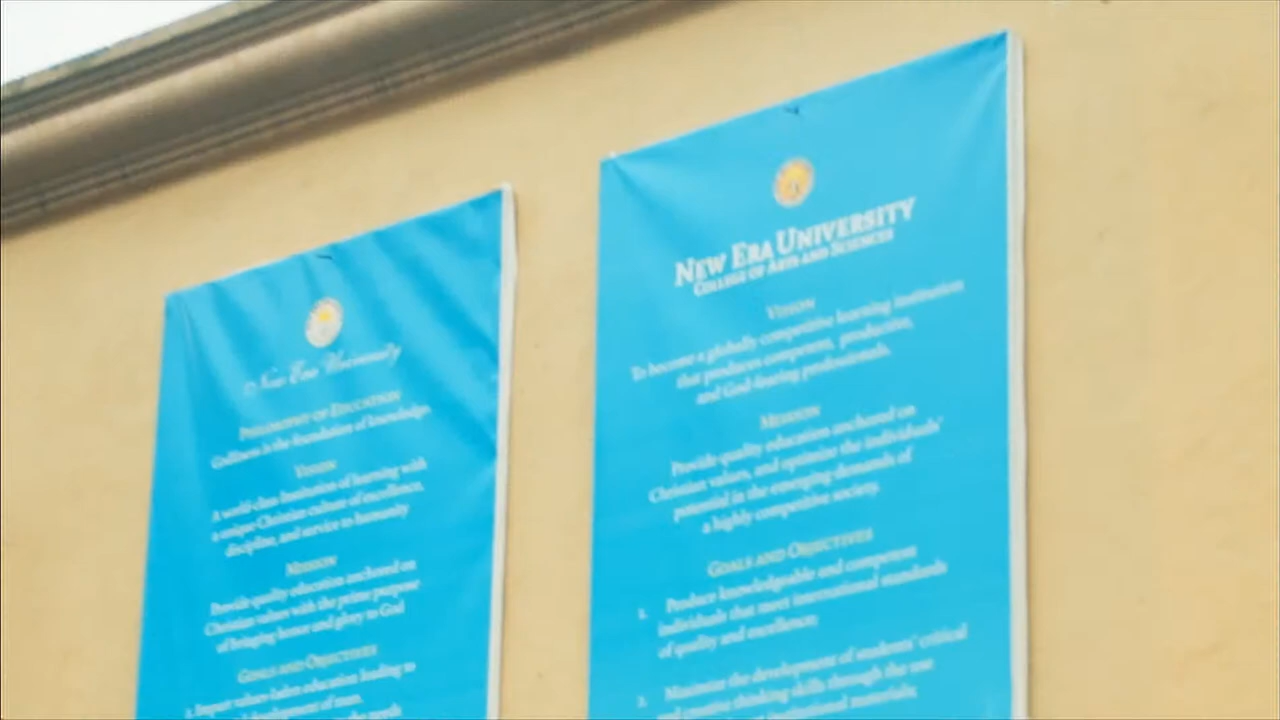 New Era University
PHILOSOPHY OF EDUCATION
Godliness is the foundation of knowledge.
VISION
A world-class Institution of learning with
a unique Christian culture of excellence,
discipline, and service to humanity
MISSION
Provide quality education anchored on
Christian values with the prime purpose
of bringing honor and glory to God
GOALS AND OBJECTIVES
1. Impart values-laden education leading to
development of man.
NEW ERA UNIVERSITY
COLLEGE OF ARTS AND SCIENCES
VISION
To become a globally competitive learning institution
that produces competent, productive,
and God-fearing professionals.
MISSION
Provide quality education anchored on
Christian values, and optimize the individuals'
potential in the emerging demands of
a highly competitive society.
GOALS AND OBJECTIVES
1. Produce knowledgeable and competent
individuals that meet international standards
of quality and excellence;
2. Maximize the development of students' critical
and creative thinking skills through the use
instructional materials;